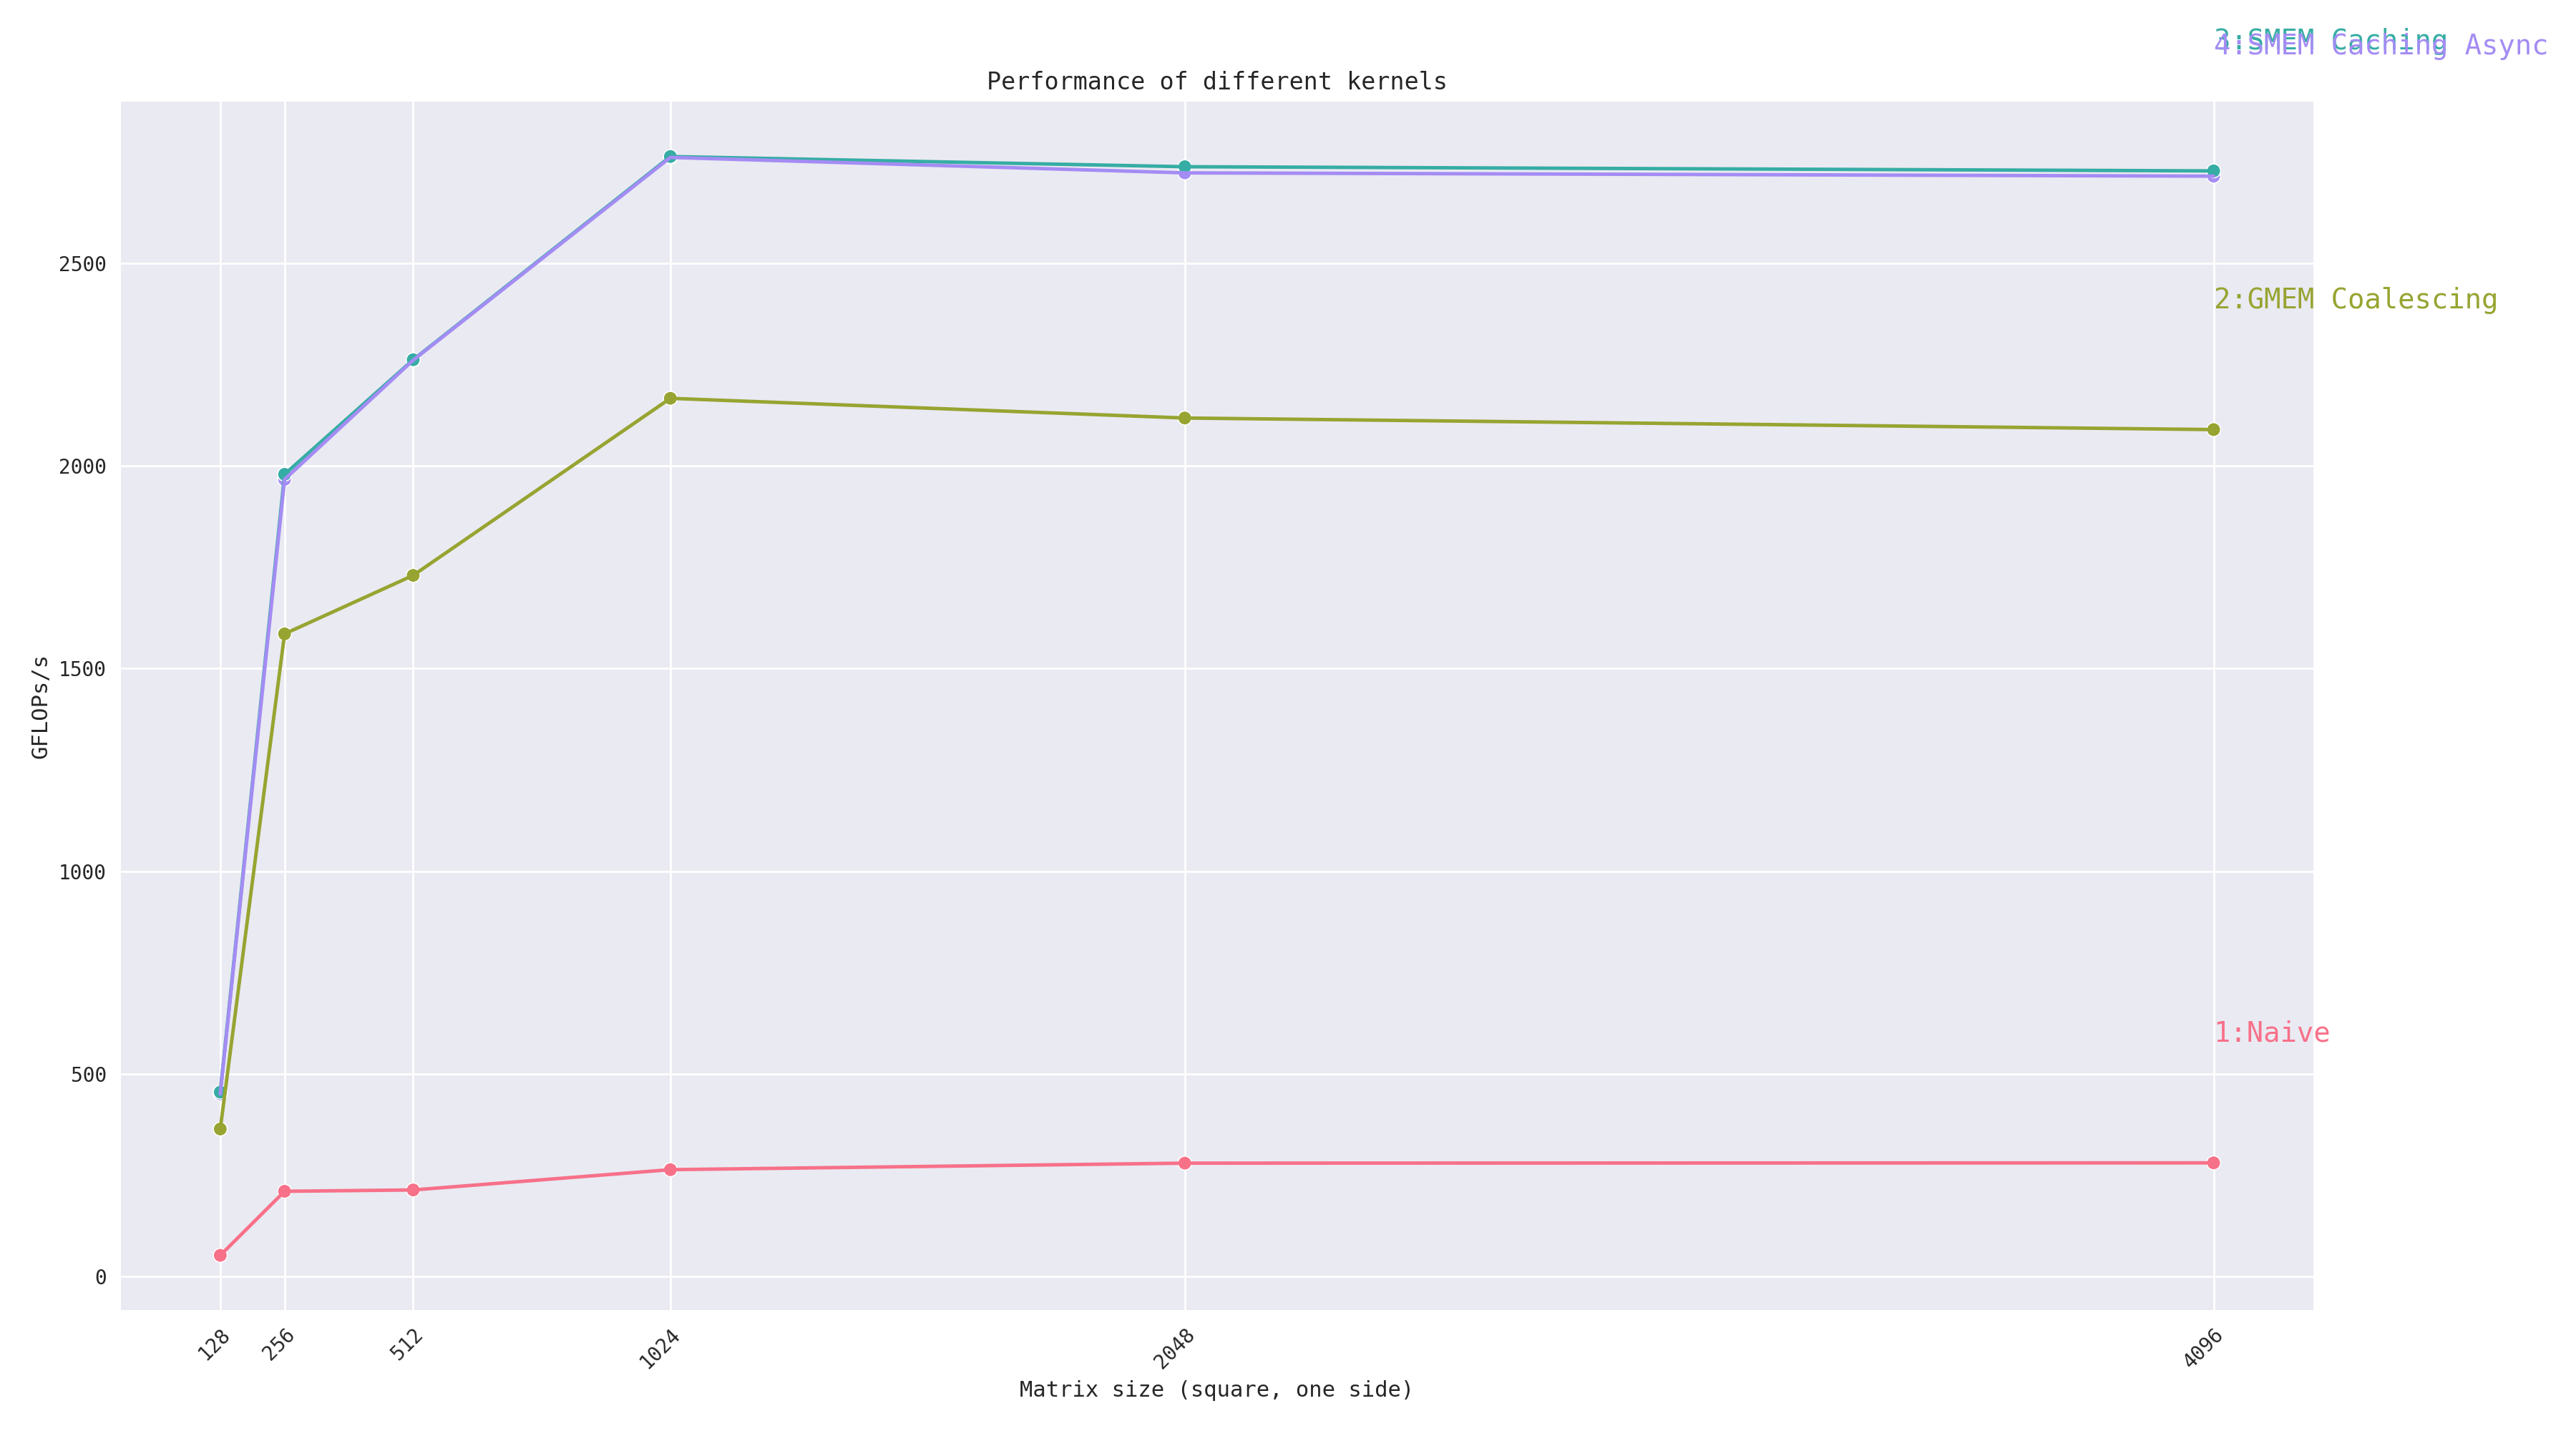 3:SMEM Caching
4:SMEM Caching Async
Performance of different kernels
2:GMEM Coalescing
1:Naive
GFLOPs/s
2500
2000
1500
1000
500
0
128
256
512
1024
2048
4096
Matrix size (square, one side)